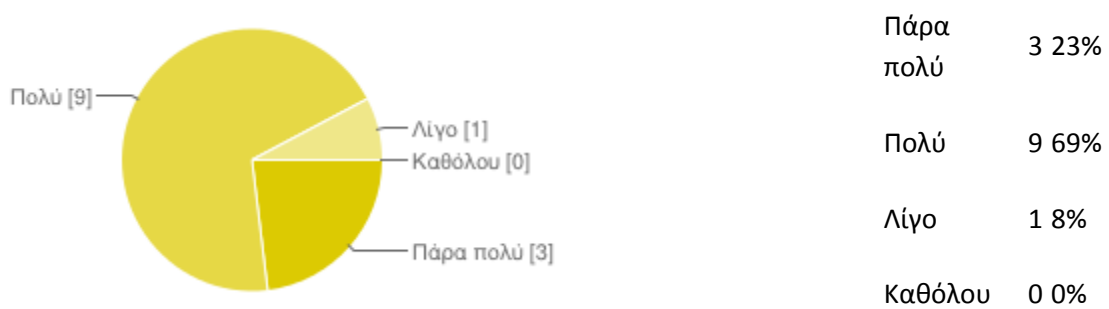 Πολύ [9]
Λίγο [1]
Καθόλου [0]
Πάρα πολύ [3]
Πάρα
πολύ
3 23%
Πολύ 9 69%
Λίγο 1 8%
Καθόλου 0 0%